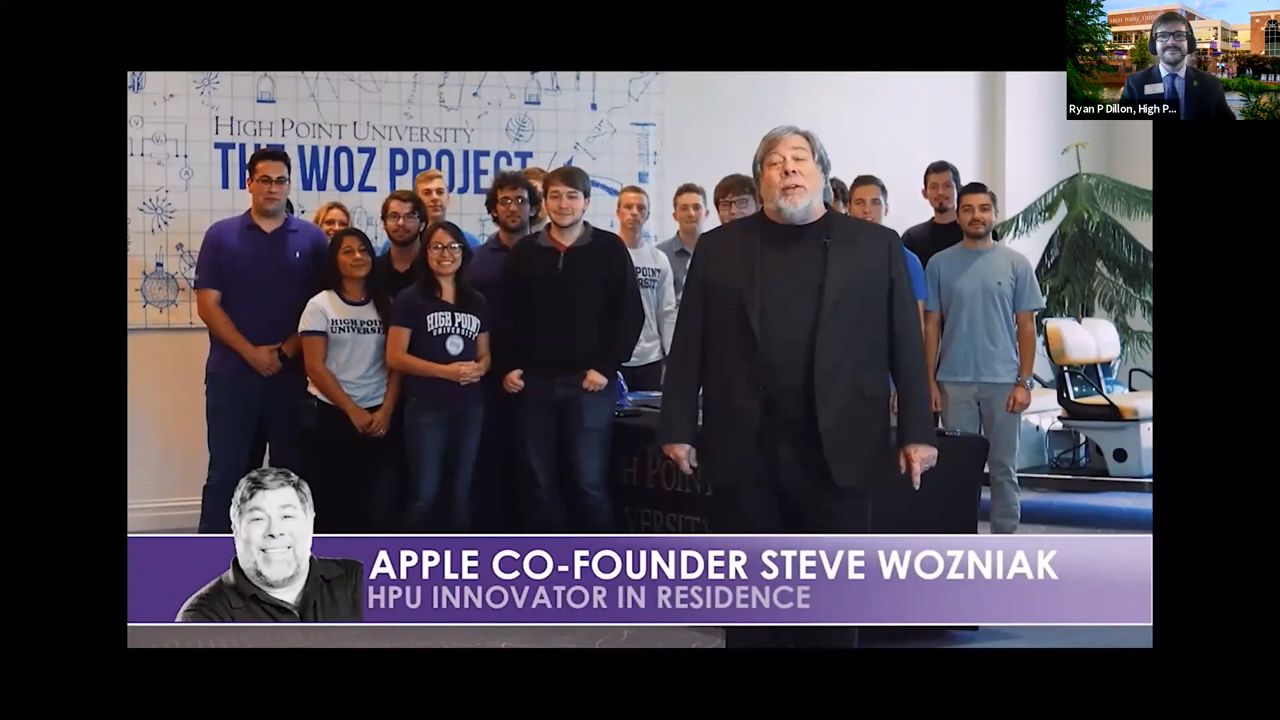 Ryan P Dillon, High P...
HIGH POINT UNIVERSITY
THE WOZ PROJECT
HIGH POINT
UNIVERSITY
HIGH POINT
UNIVERSITY
APPLE CO-FOUNDER STEVE WOZNIAK
HPU INNOVATOR IN RESIDENCE